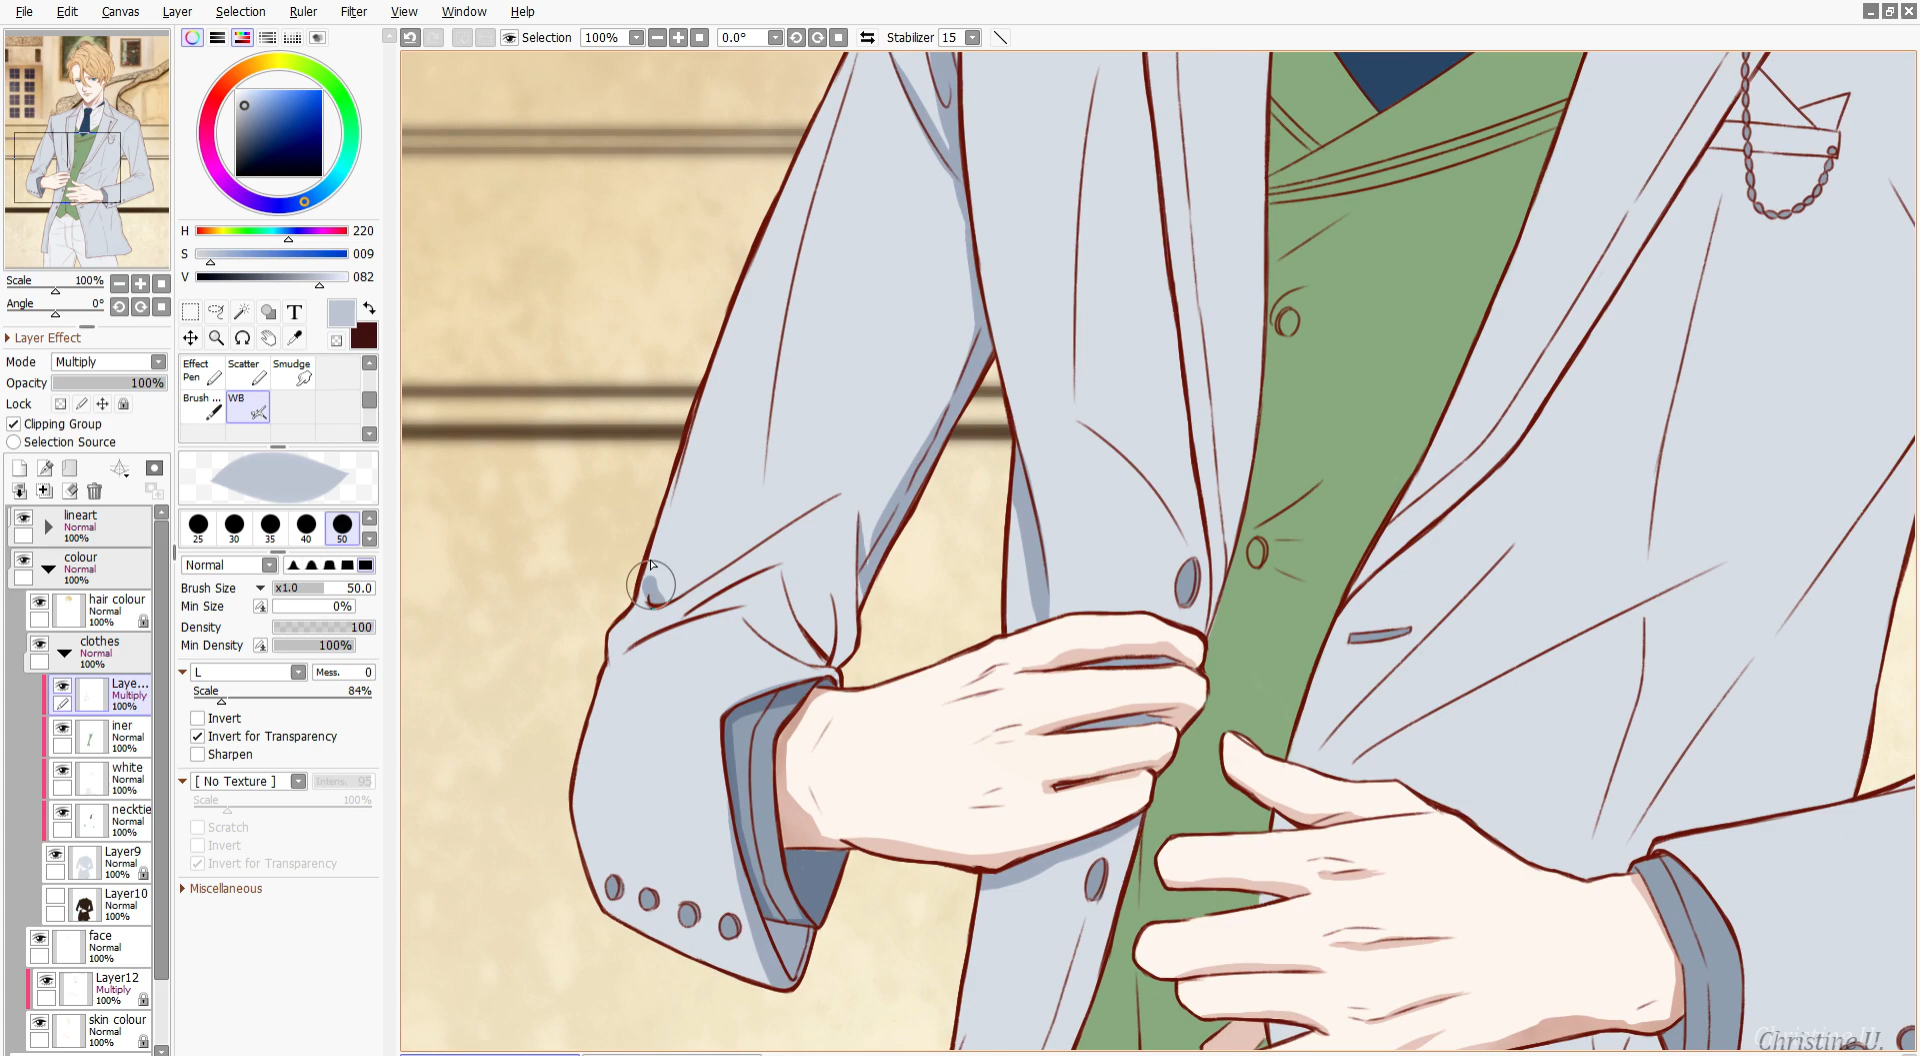 File Edit Canvas Layer Selection Ruler Filter View Window Help
Selection 100% 0.0° Stabilizer 15
H 220
S 009
V 082
Scale 100%
Angle 0°
Layer Effect
Mode Multiply
Opacity 100%
Lock
Clipping Group
Selection Source
lineart
Normal
100%
colour
Normal
100%
hair colour
Normal
100%
clothes
Normal
100%
Laye...
Multiply
100%
iner
Normal
100%
white
Normal
100%
necktie
Normal
100%
Layer9
Normal
100%
Layer10
Normal
100%
face
Normal
100%
Layer12
Multiply
100%
skin colour
Normal
100%
T
Effect Pen
Scatter
Smudge
Brush ...
WB
25 30 35 40 50
Normal
Brush Size x1.0 50.0
Min Size 0%
Density 100
Min Density 100%
L Mess. 0
Scale 84%
Invert
Invert for Transparency
Sharpen
[ No Texture ] Intens. 95
Scale 100%
Scratch
Invert
Invert for Transparency
Miscellaneous
Christine U.